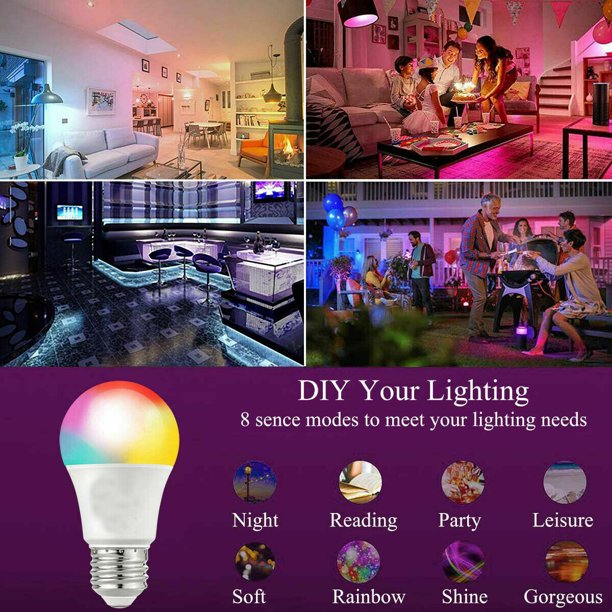 DIY Your Lighting
8 sence modes to meet your lighting needs
Night Reading Party Leisure
Soft Rainbow Shine Gorgeous